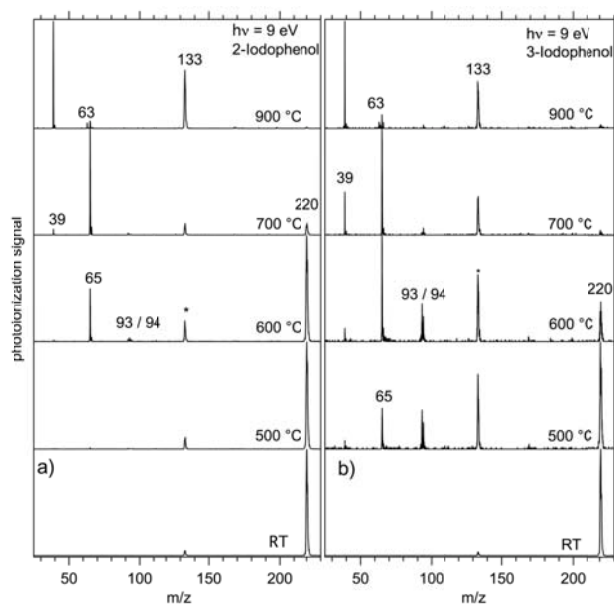 hν = 9 eV
2-Iodophenol
133
63
900 °C
39
220
700 °C
65
93 / 94
*
600 °C
500 °C
a)
RT
50
100
150
200
m/z
photoionization signal
hν = 9 eV
3-Iodophenol
133
63
900 °C
39
700 °C
93 / 94
*
220
600 °C
65
500 °C
b)
RT
50
100
150
200
m/z